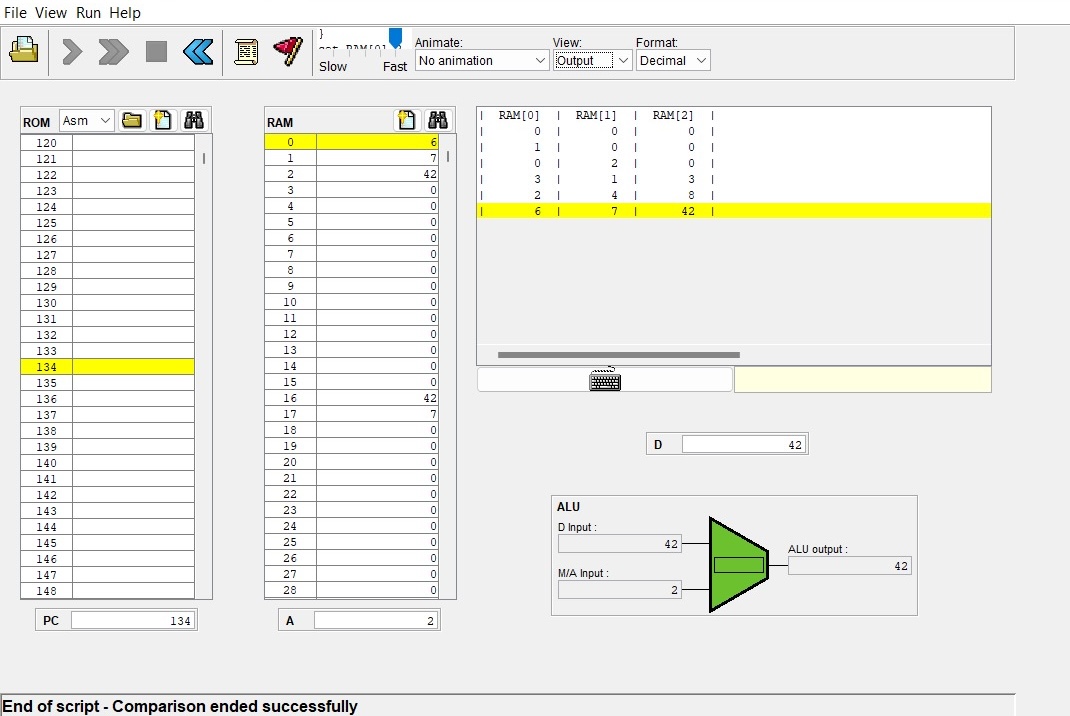 File View Run Help
}
Slow Fast
Animate:
No animation
View:
Output
Format:
Decimal
ROM Asm
120
121
122
123
124
125
126
127
128
129
130
131
132
133
134
135
136
137
138
139
140
141
142
143
144
145
146
147
148
PC 134
RAM
0 6
1 7
2 42
3 0
4 0
5 0
6 0
7 0
8 0
9 0
10 0
11 0
12 0
13 0
14 0
15 0
16 42
17 7
18 0
19 0
20 0
21 0
22 0
23 0
24 0
25 0
26 0
27 0
28 0
A 2
| RAM[0] | RAM[1] | RAM[2] |
| 0 | 0 | 0 |
| 1 | 0 | 0 |
| 0 | 2 | 0 |
| 3 | 1 | 3 |
| 2 | 4 | 8 |
| 6 | 7 | 42 |
D 42
ALU
D Input :
42
M/A Input :
2
ALU output :
42
End of script - Comparison ended successfully